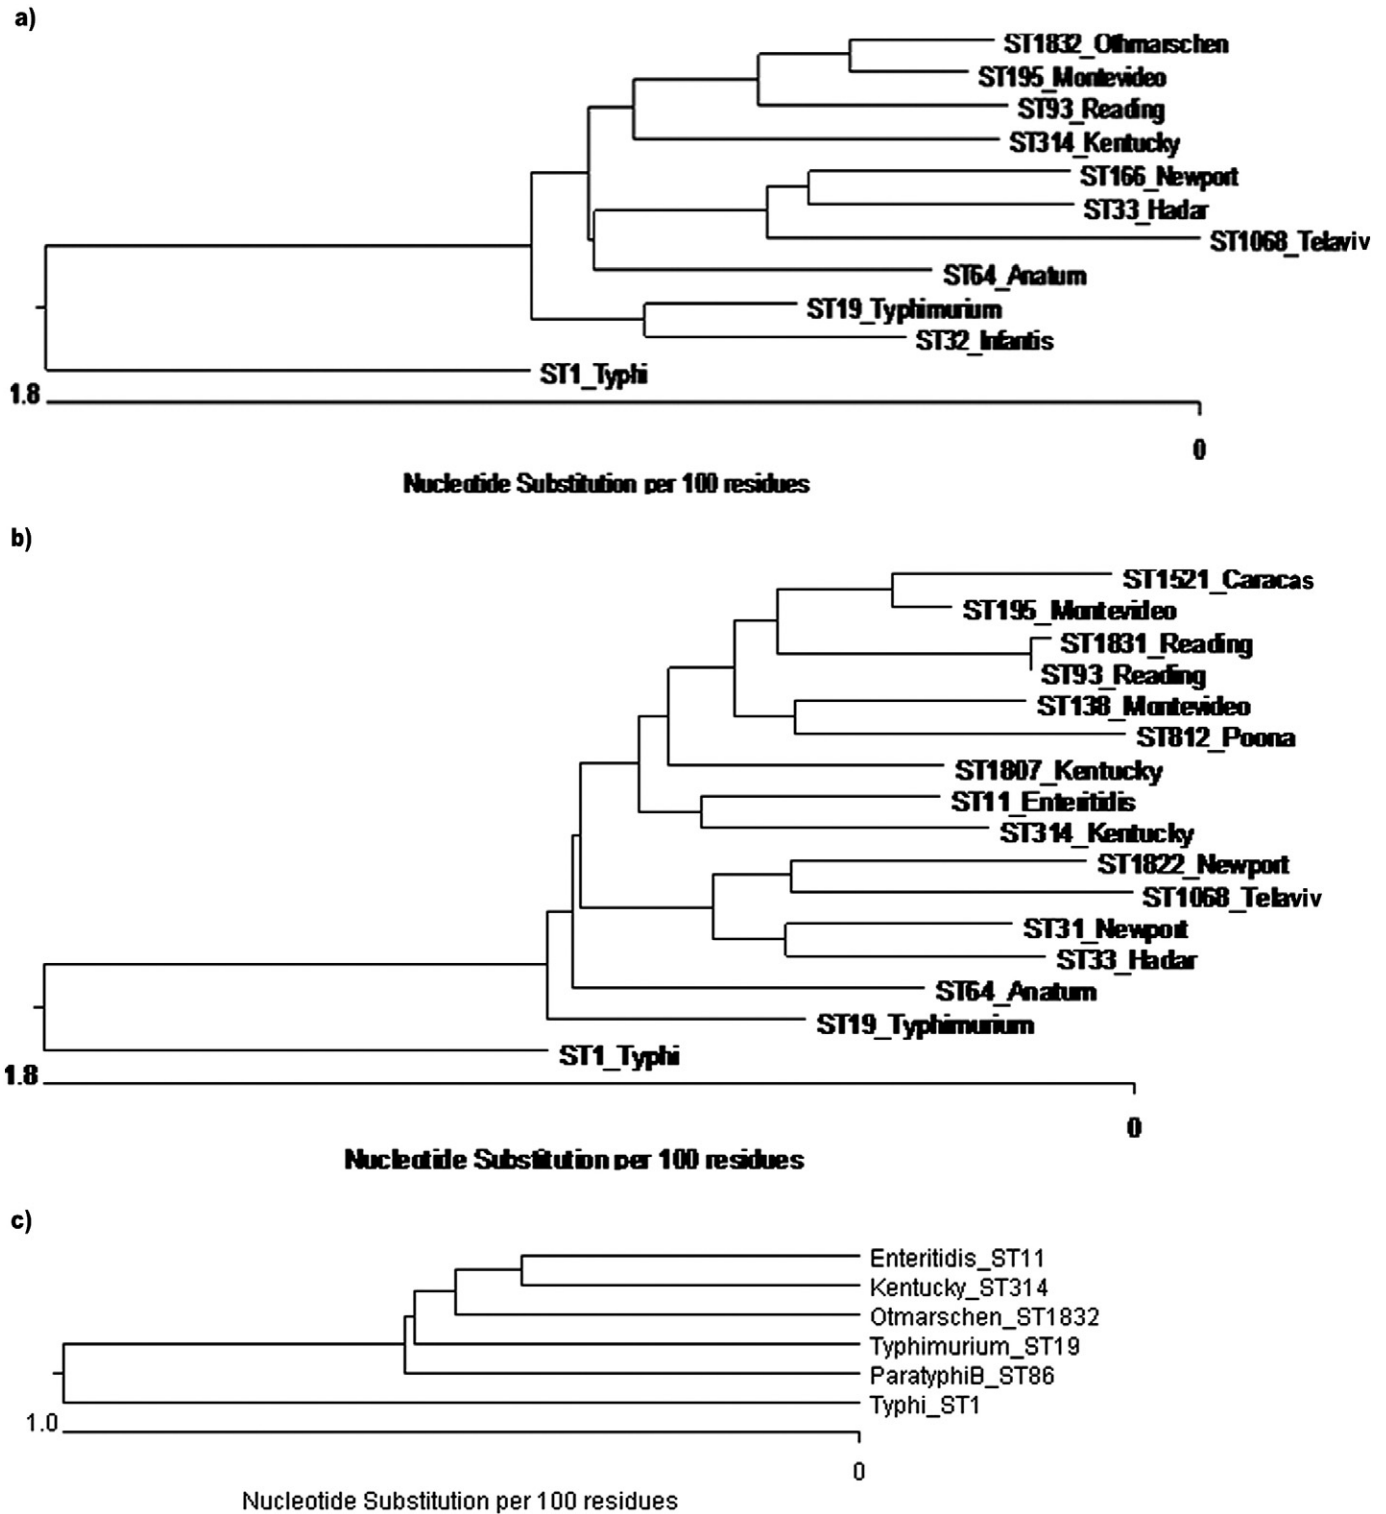 a)
ST1832_Othmarschen
ST195_Montevideo
ST93_Reading
ST314_Kentucky
ST166_Newport
ST33_Hadar
ST1068_Telaviv
ST64_Anatum
ST19_Typhimurium
ST32_Infantis
ST1_Typhi
1.8
0
Nucleotide Substitution per 100 residues
b)
ST1521_Caracas
ST195_Montevideo
ST1831_Reading
ST93_Reading
ST138_Montevideo
ST812_Poona
ST1807_Kentucky
ST11_Enteritidis
ST314_Kentucky
ST1822_Newport
ST1068_Telaviv
ST31_Newport
ST33_Hadar
ST64_Anatum
ST19_Typhimurium
ST1_Typhi
1.8
0
Nucleotide Substitution per 100 residues
c)
Enteritidis_ST11
Kentucky_ST314
Otmarschen_ST1832
Typhimurium_ST19
ParatyphiB_ST86
Typhi_ST1
1.0
0
Nucleotide Substitution per 100 residues